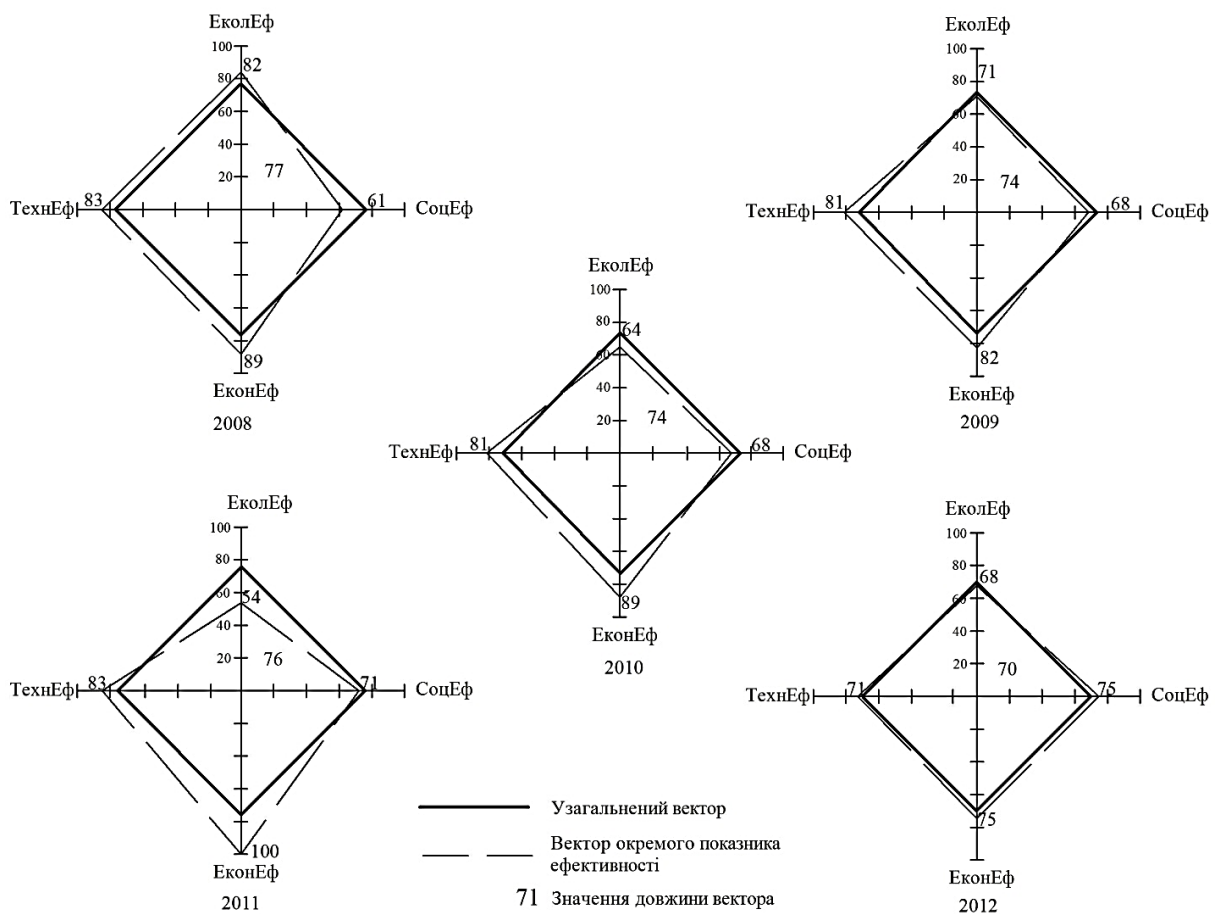 ЕколЕф
100
82
80
60
40
20
77
ТехнЕф
83
61
СоцЕф
89
ЕконЕф
2008
ЕколЕф
100
80
71
60
40
20
74
ТехнЕф
81
68
СоцЕф
82
ЕконЕф
2009
ЕколЕф
100
80
64
60
40
20
74
ТехнЕф
81
68
СоцЕф
89
ЕконЕф
2010
ЕколЕф
100
80
60
54
40
20
76
ТехнЕф
83
71
СоцЕф
100
ЕконЕф
2011
ЕколЕф
100
80
68
60
40
20
70
ТехнЕф
71
75
СоцЕф
75
ЕконЕф
2012
Узагальнений вектор
Вектор окремого показника
ефективності
71 Значення довжини вектора